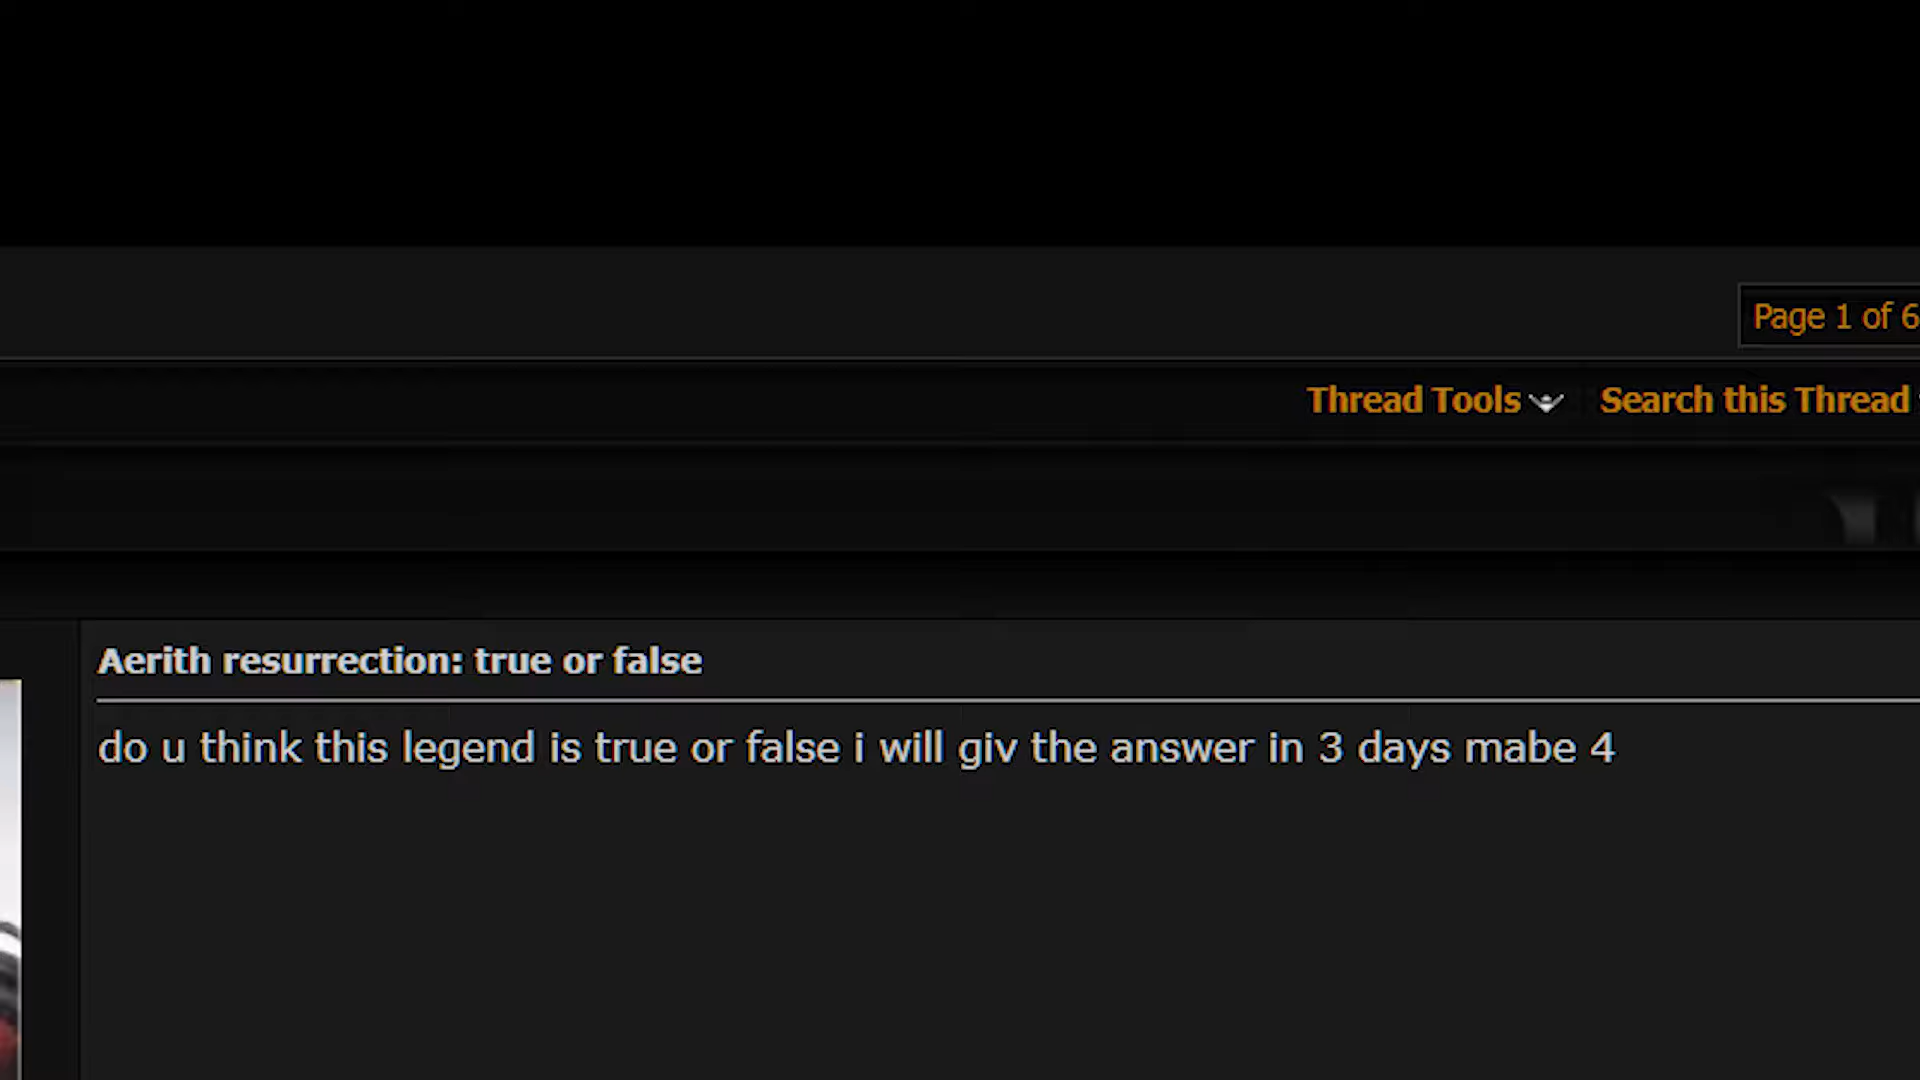 Page 1 of 6
Thread Tools Search this Thread
Aerith resurrection: true or false
do u think this legend is true or false i will giv the answer in 3 days mabe 4